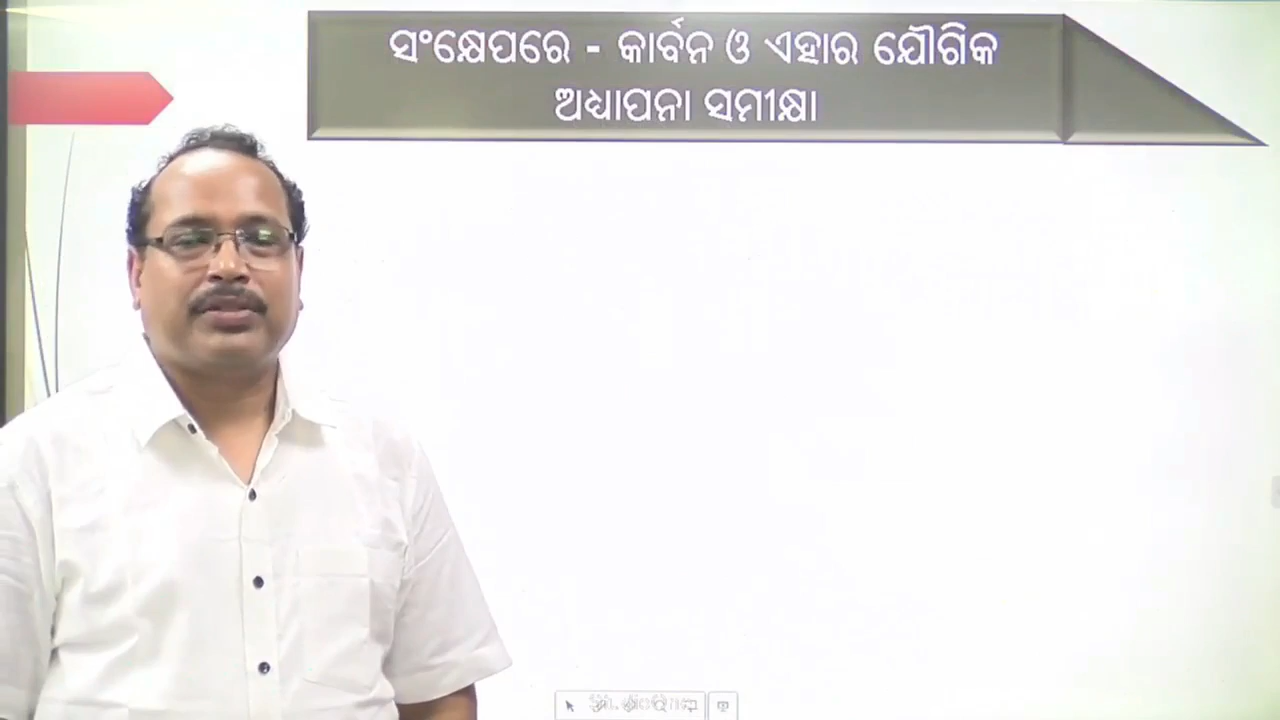 ସଂକ୍ଷେପରେ - କାର୍ବନ ଓ ଏହାର ଯୌଗିକ
ଅଧ୍ୟାପନା ସମୀକ୍ଷା